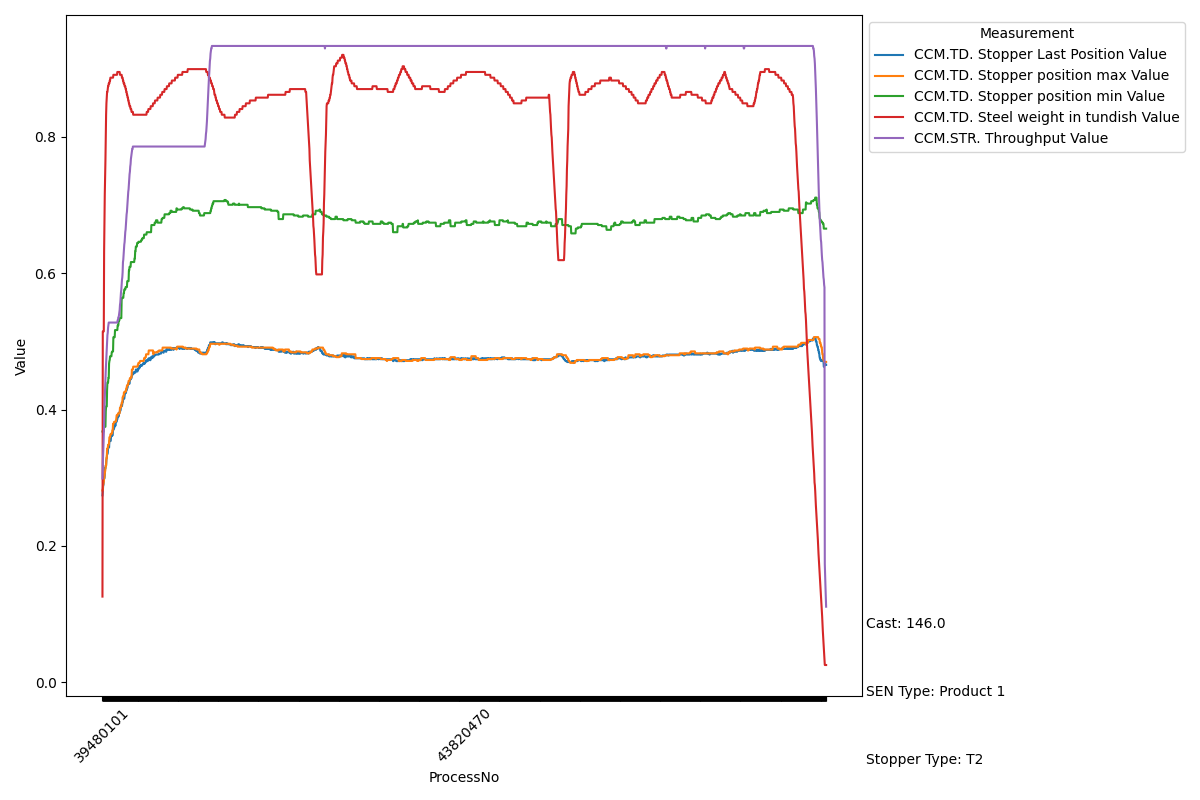 Measurement
CCM.TD. Stopper Last Position Value
CCM.TD. Stopper position max Value
CCM.TD. Stopper position min Value
CCM.TD. Steel weight in tundish Value
CCM.STR. Throughput Value
0.8
0.6
0.4
0.2
0.0
Value
39480101
43820470
ProcessNo
Cast: 146.0
SEN Type: Product 1
Stopper Type: T2